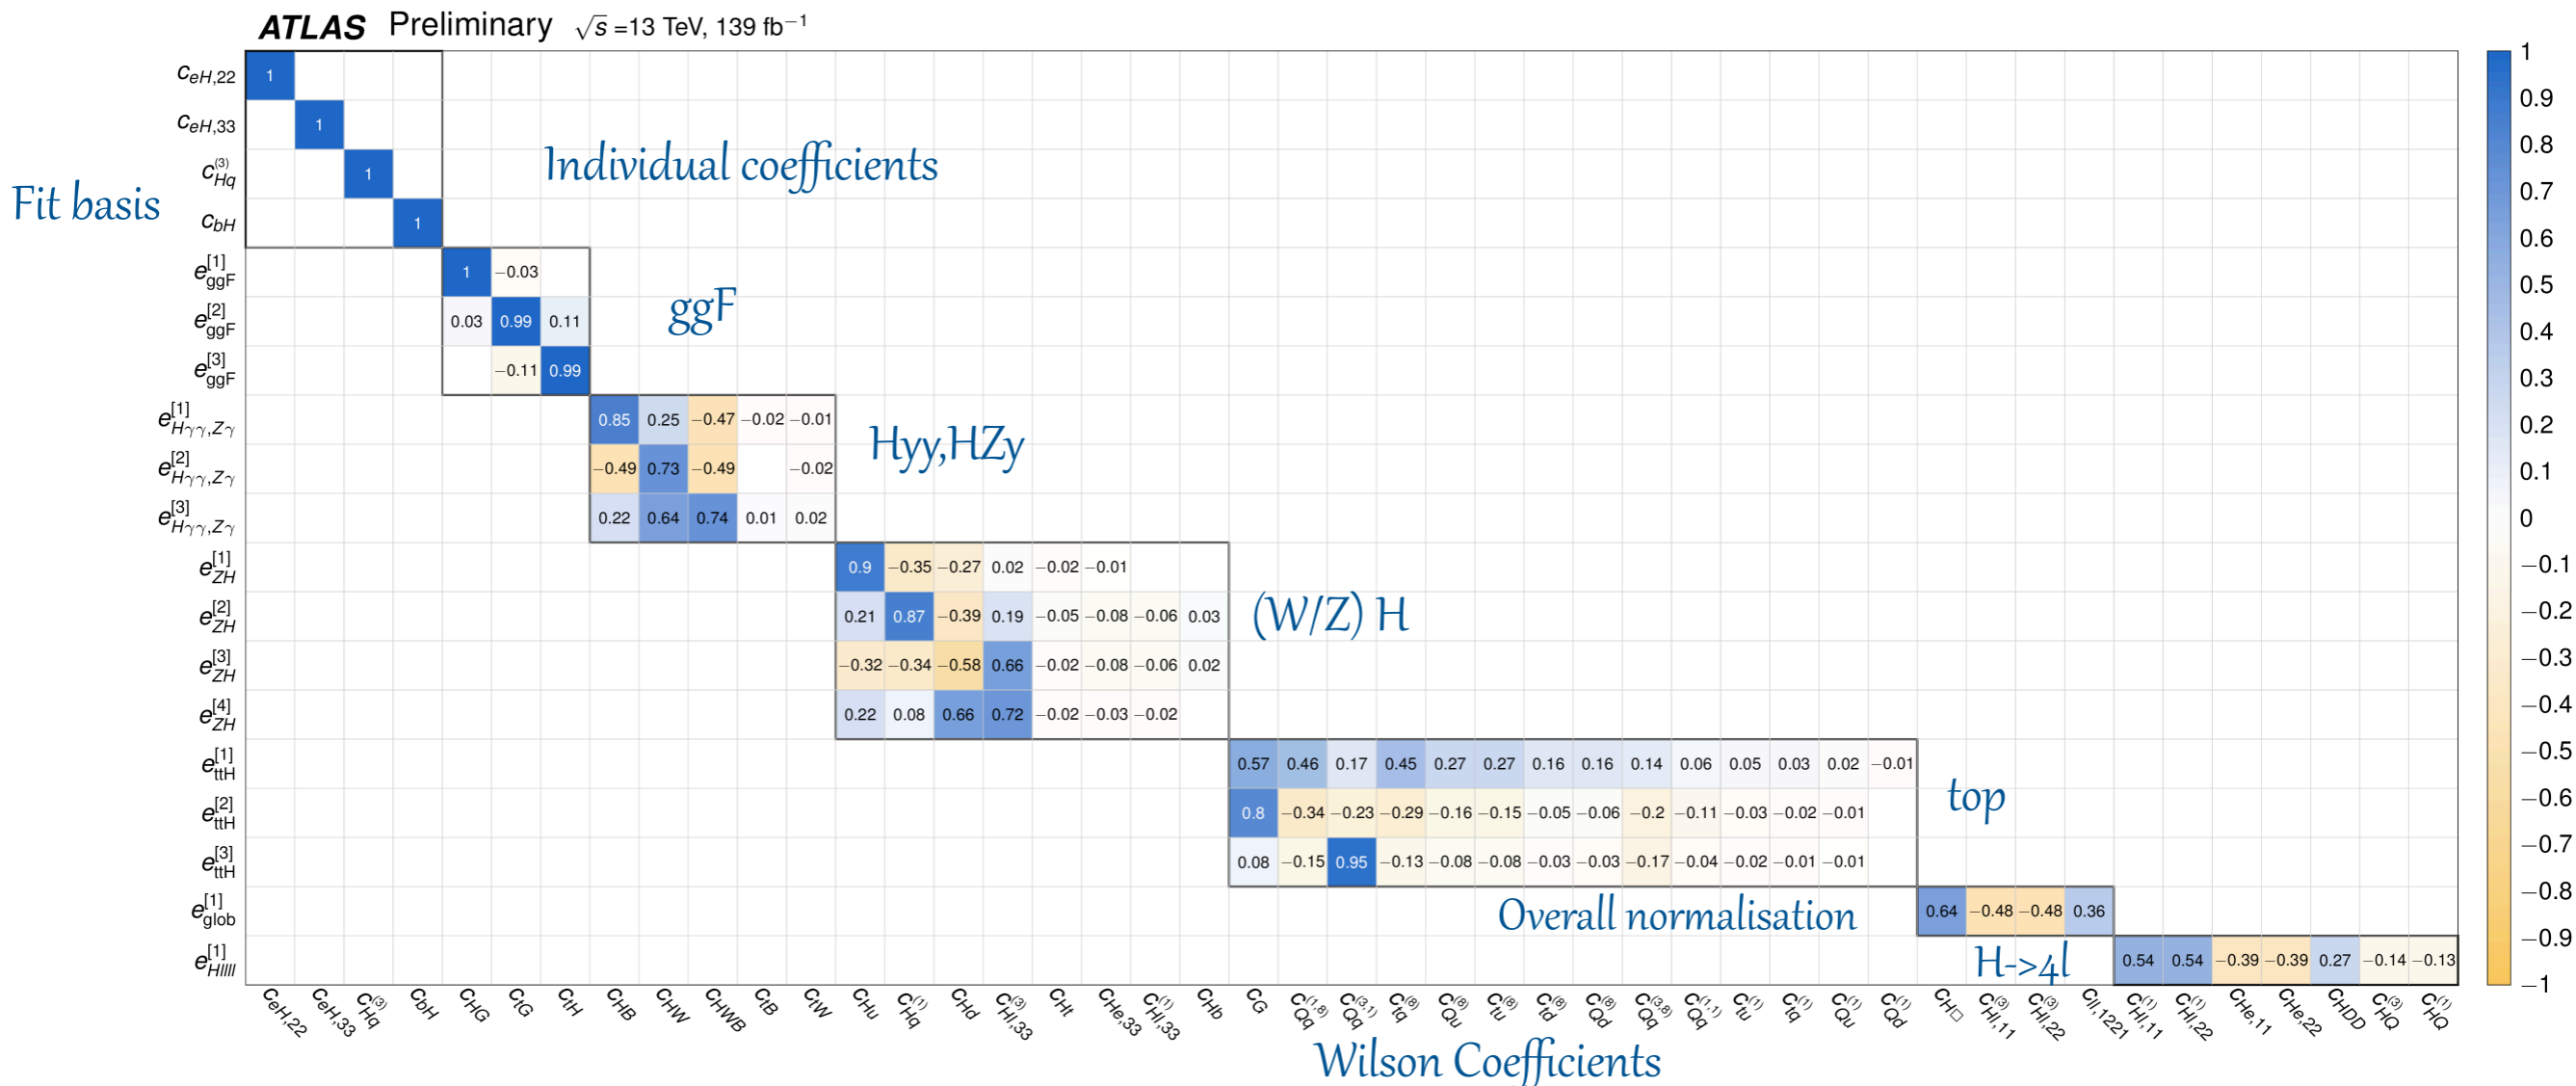 ATLAS Preliminary √s =13 TeV, 139 fb−1
c_eH,22 1
c_eH,33 1
c_Hq^(3) 1
c_bH 1
e_ggF^[1] 1 −0.03
e_ggF^[2] 0.03 0.99 0.11
e_ggF^[3] −0.11 0.99
e_Hγγ,Zγ^[1] 0.85 0.25 −0.47 −0.02 −0.01
e_Hγγ,Zγ^[2] −0.49 0.73 −0.49 −0.02
e_Hγγ,Zγ^[3] 0.22 0.64 0.74 0.01 0.02
e_ZH^[1] 0.9 −0.35 −0.27 0.02 −0.02 −0.01
e_ZH^[2] 0.21 0.87 −0.39 0.19 −0.05 −0.08 −0.06 0.03
e_ZH^[3] −0.32 −0.34 −0.58 0.66 −0.02 −0.08 −0.06 0.02
e_ZH^[4] 0.22 0.08 0.66 0.72 −0.02 −0.03 −0.02
e_ttH^[1] 0.57 0.46 0.17 0.45 0.27 0.27 0.16 0.16 0.14 0.06 0.05 0.03 0.02 −0.01
e_ttH^[2] 0.8 −0.34 −0.23 −0.29 −0.16 −0.15 −0.05 −0.06 −0.2 −0.11 −0.03 −0.02 −0.01
e_ttH^[3] 0.08 −0.15 0.95 −0.13 −0.08 −0.08 −0.03 −0.03 −0.17 −0.04 −0.02 −0.01 −0.01
e_glob^[1] 0.64 −0.48 −0.48 0.36
e_Hllll^[1] 0.54 0.54 −0.39 −0.39 0.27 −0.14 −0.13
Fit basis
Individual coefficients
ggF
Hyy,HZy
(W/Z) H
top
Overall normalisation
H->4l
c_eH,22 c_eH,33 c_Hq^(3) c_bH c_HG c_tG c_tH c_HB c_HW c_HWB c_tB c_tW c_Hu c_Hq^(1) c_Hd c_Hl,33^(3) c_Ht c_He,33 c_Hl,33^(1) c_Hb c_G c_Qq^(1,8) c_Qq^(3,1) c_tq^(8) c_Qu^(8) c_tu^(8) c_td^(8) c_Qd^(8) c_Qq^(3,8) c_Qq^(1,1) c_tu^(1) c_tq^(1) c_Qu^(1) c_Qd^(1) c_H□ c_Hl,11^(3) c_Hl,22^(3) c_ll,1221 c_Hl,11^(1) c_Hl,22^(1) c_He,11 c_He,22 c_HDD c_HQ^(3) c_HQ^(1)
Wilson Coefficients
1
0.9
0.8
0.7
0.6
0.5
0.4
0.3
0.2
0.1
0
−0.1
−0.2
−0.3
−0.4
−0.5
−0.6
−0.7
−0.8
−0.9
−1